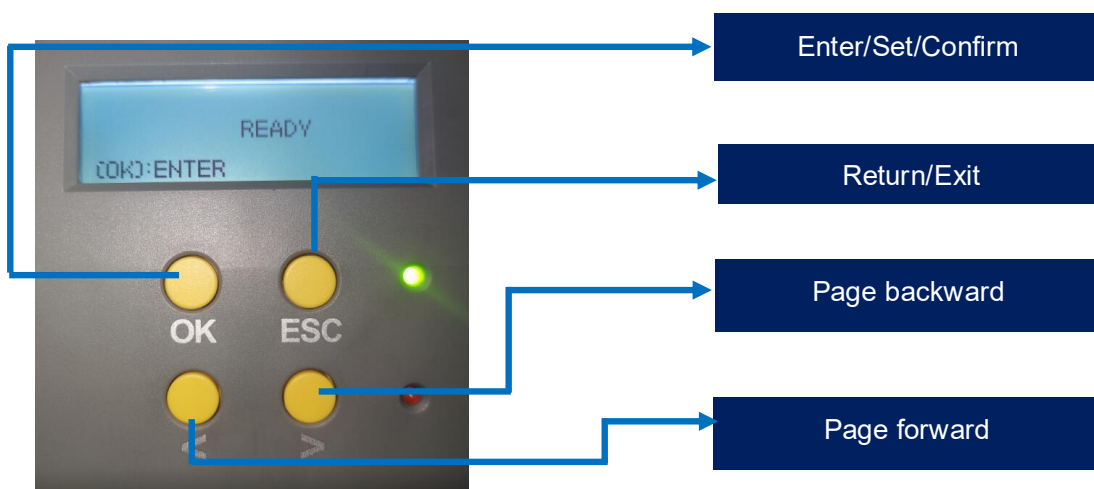 Enter/Set/Confirm
READY
(OK):ENTER
Return/Exit
OK ESC
Page backward
< >
Page forward